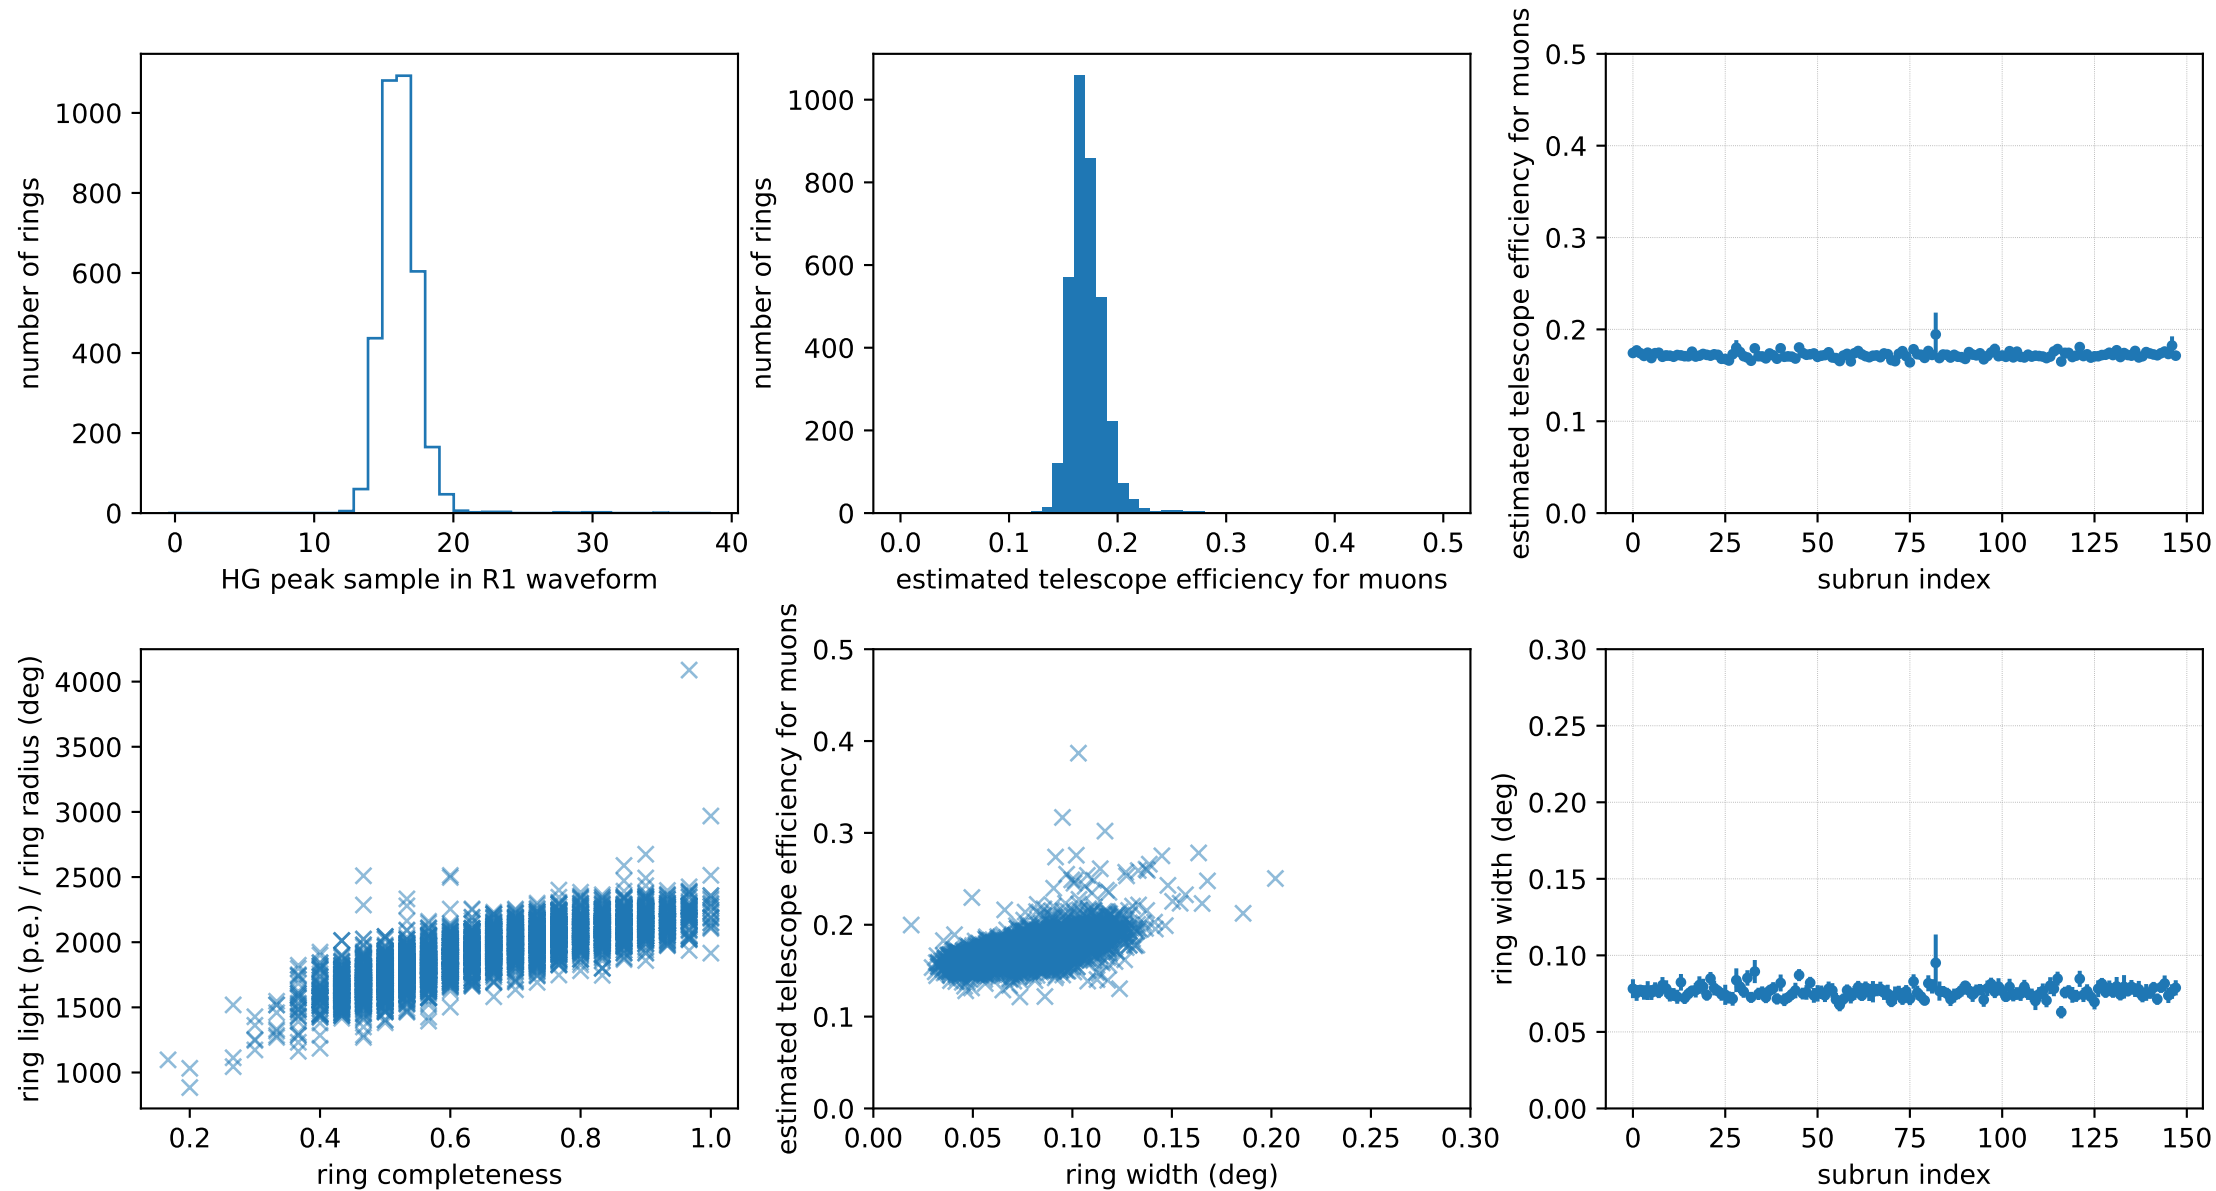 number of rings
1000
800
600
400
200
0
0 10 20 30 40
HG peak sample in R1 waveform
number of rings
1000
800
600
400
200
0
0.0 0.1 0.2 0.3 0.4 0.5
estimated telescope efficiency for muons
estimated telescope efficiency for muons
0.5
0.4
0.3
0.2
0.1
0.0
0 25 50 75 100 125 150
subrun index
ring light (p.e.) / ring radius (deg)
4000
3500
3000
2500
2000
1500
1000
0.2 0.4 0.6 0.8 1.0
ring completeness
estimated telescope efficiency for muons
0.5
0.4
0.3
0.2
0.1
0.0
0.00 0.05 0.10 0.15 0.20 0.25 0.30
ring width (deg)
ring width (deg)
0.30
0.25
0.20
0.15
0.10
0.05
0.00
0 25 50 75 100 125 150
subrun index